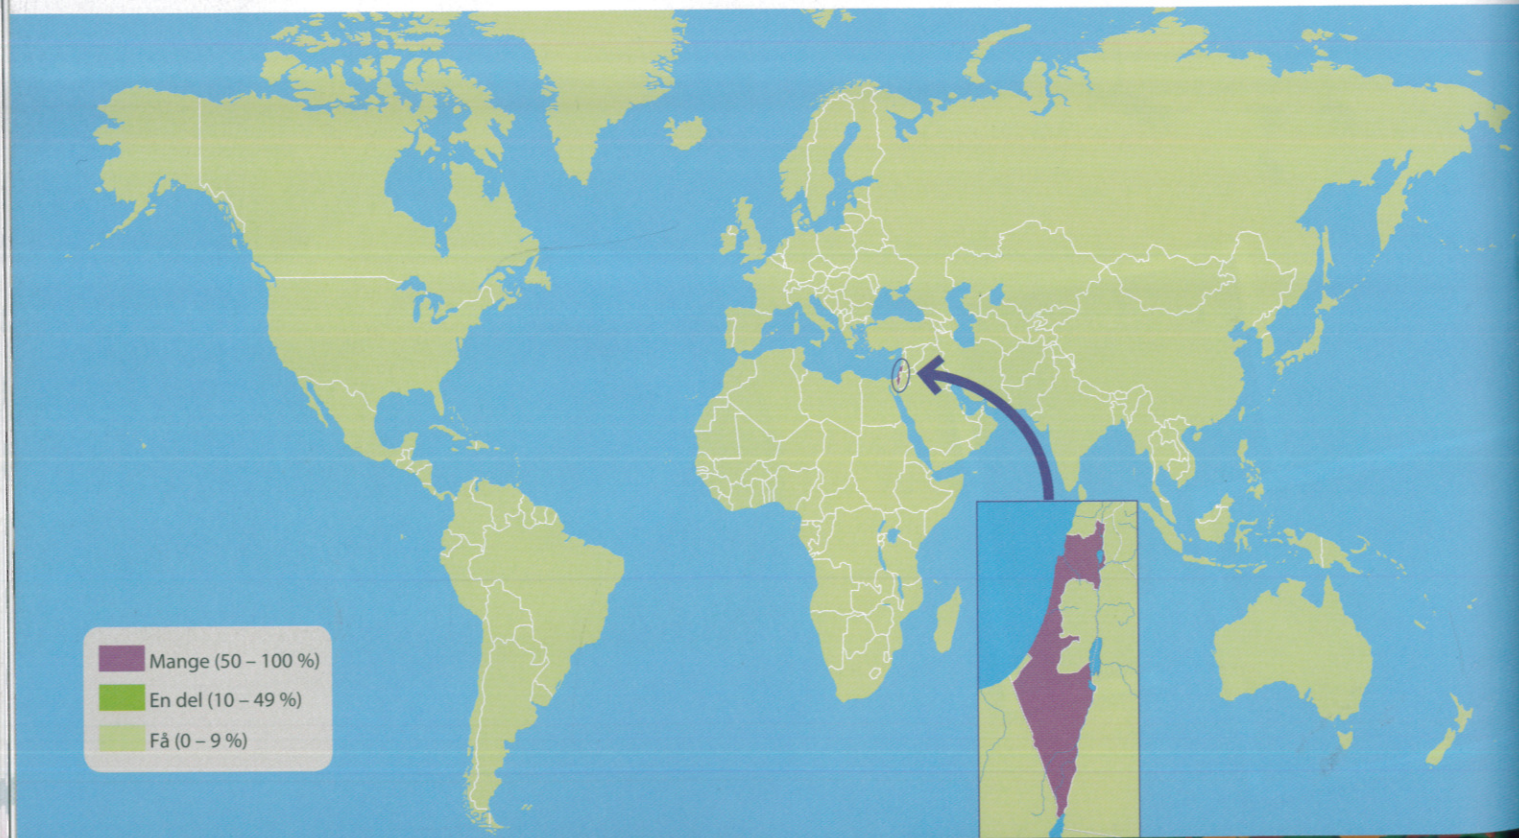 Mange (50 – 100 %)
En del (10 – 49 %)
Få (0 – 9 %)